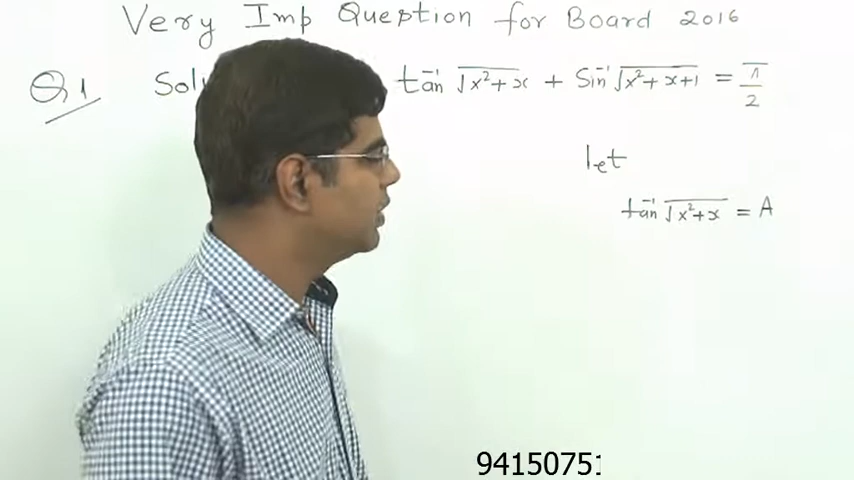 Very Imp Question for Board 2016
Q.1 Sol tan⁻¹ √x²+x + Sin⁻¹ √x²+x+1 = π/2
let
tan⁻¹ √x²+x = A
9415075